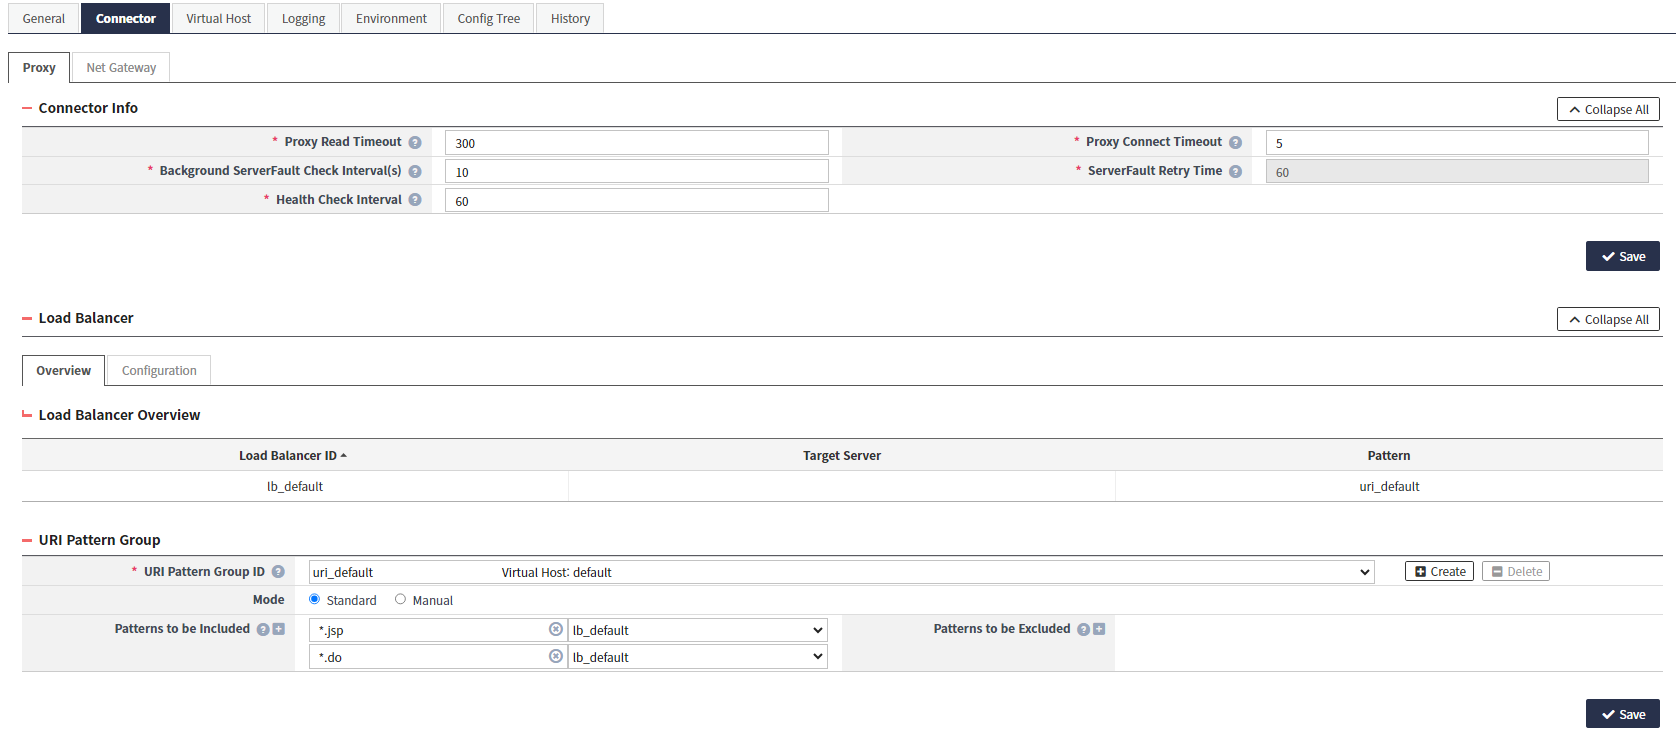 General Connector Virtual Host Logging Environment Config Tree History
Proxy Net Gateway
Connector Info Collapse All
* Proxy Read Timeout 300 * Proxy Connect Timeout 5
* Background ServerFault Check Interval(s) 10 * ServerFault Retry Time 60
* Health Check Interval 60
Save
Load Balancer Collapse All
Overview Configuration
Load Balancer Overview
Load Balancer ID Target Server Pattern
lb_default uri_default
URI Pattern Group
* URI Pattern Group ID uri_default Virtual Host: default Create Delete
Mode Standard Manual
Patterns to be Included *.jsp lb_default Patterns to be Excluded
*.do lb_default
Save